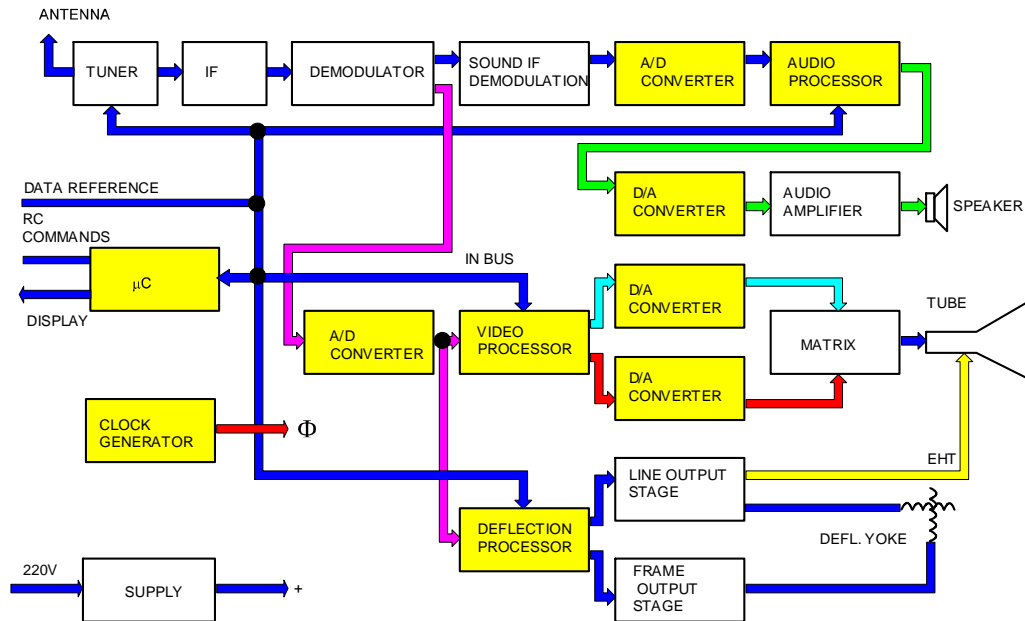 ANTENNA
TUNER
IF
DEMODULATOR
SOUND IF
DEMODULATION
A/D
CONVERTER
AUDIO
PROCESSOR
DATA REFERENCE
RC
COMMANDS
D/A
CONVERTER
AUDIO
AMPLIFIER
SPEAKER
µC
DISPLAY
IN BUS
A/D
CONVERTER
VIDEO
PROCESSOR
D/A
CONVERTER
D/A
CONVERTER
MATRIX
TUBE
CLOCK
GENERATOR
Φ
EHT
LINE OUTPUT
STAGE
DEFLECTION
PROCESSOR
DEFL. YOKE
FRAME
OUTPUT
STAGE
220V
SUPPLY
+